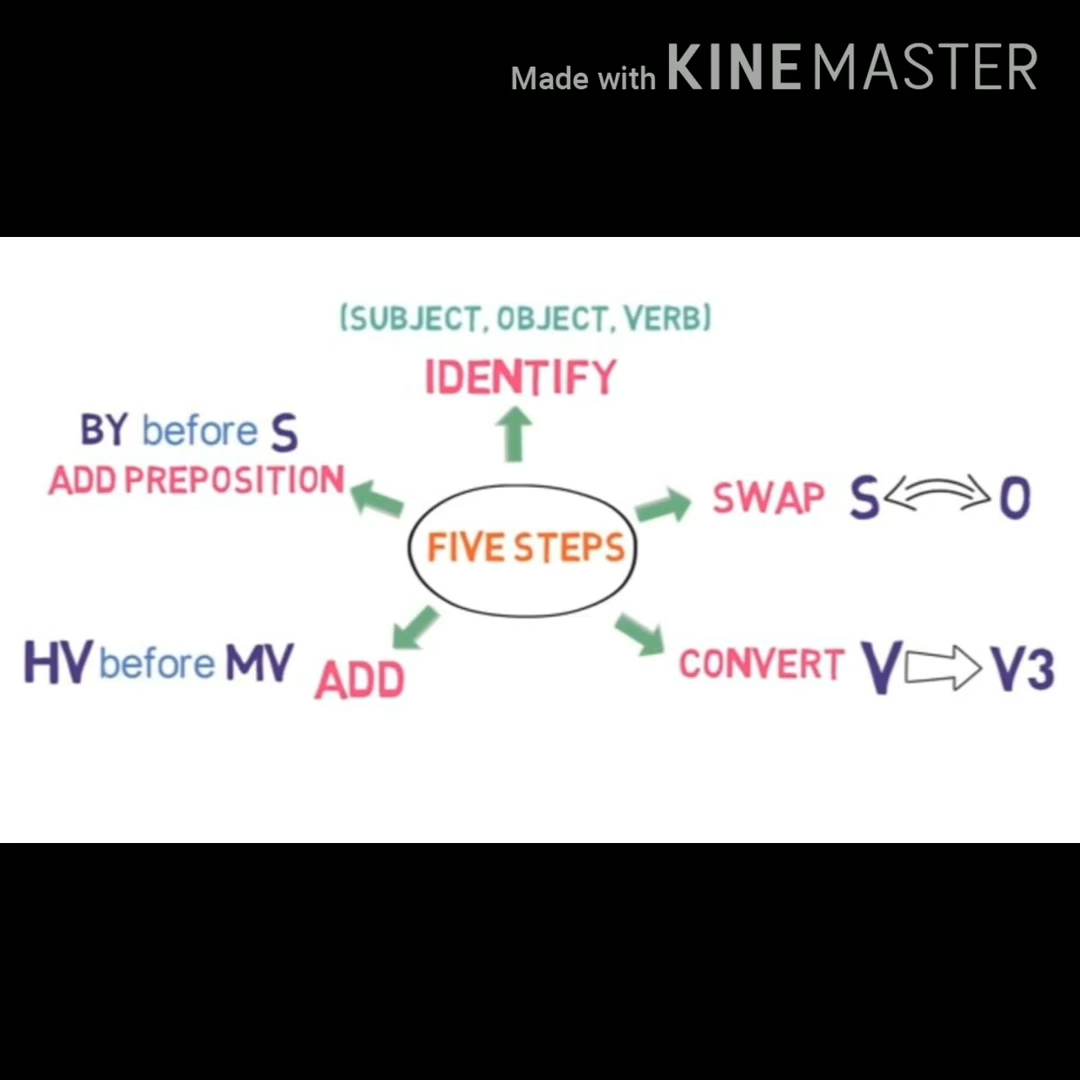 Made with KINEMASTER
(SUBJECT, OBJECT, VERB)
IDENTIFY
BY before S
ADD PREPOSITION
SWAP S O
FIVE STEPS
HV before MV ADD
CONVERT V V3